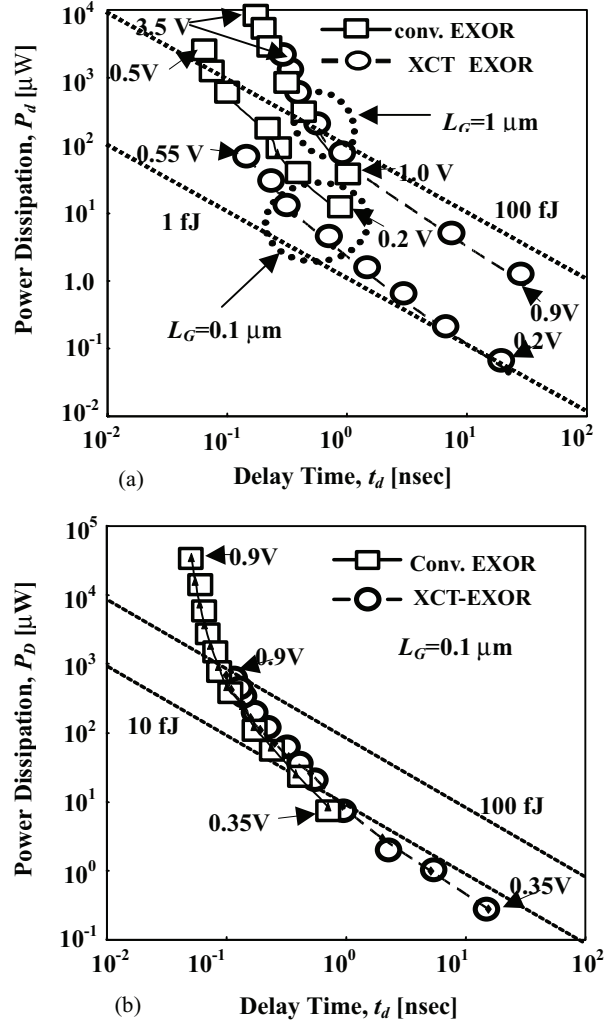 10^4
10^3
10^2
10^1
1.0
10^-1
10^-2
Power Dissipation, P_d [µW]
3.5 V
0.5V
0.55 V
1 fJ
conv. EXOR
XCT EXOR
L_G=1 µm
1.0 V
100 fJ
0.2 V
L_G=0.1 µm
0.9V
0.2V
10^-2 10^-1 10^0 10^1 10^2
(a) Delay Time, t_d [nsec]
10^5
10^4
10^3
10^2
10^1
10^0
10^-1
Power Dissipation, P_D [µW]
0.9V
Conv. EXOR
XCT-EXOR
0.9V
L_G=0.1 µm
10 fJ
100 fJ
0.35V
0.35V
10^-2 10^-1 10^0 10^1 10^2
(b) Delay Time, t_d [nsec]